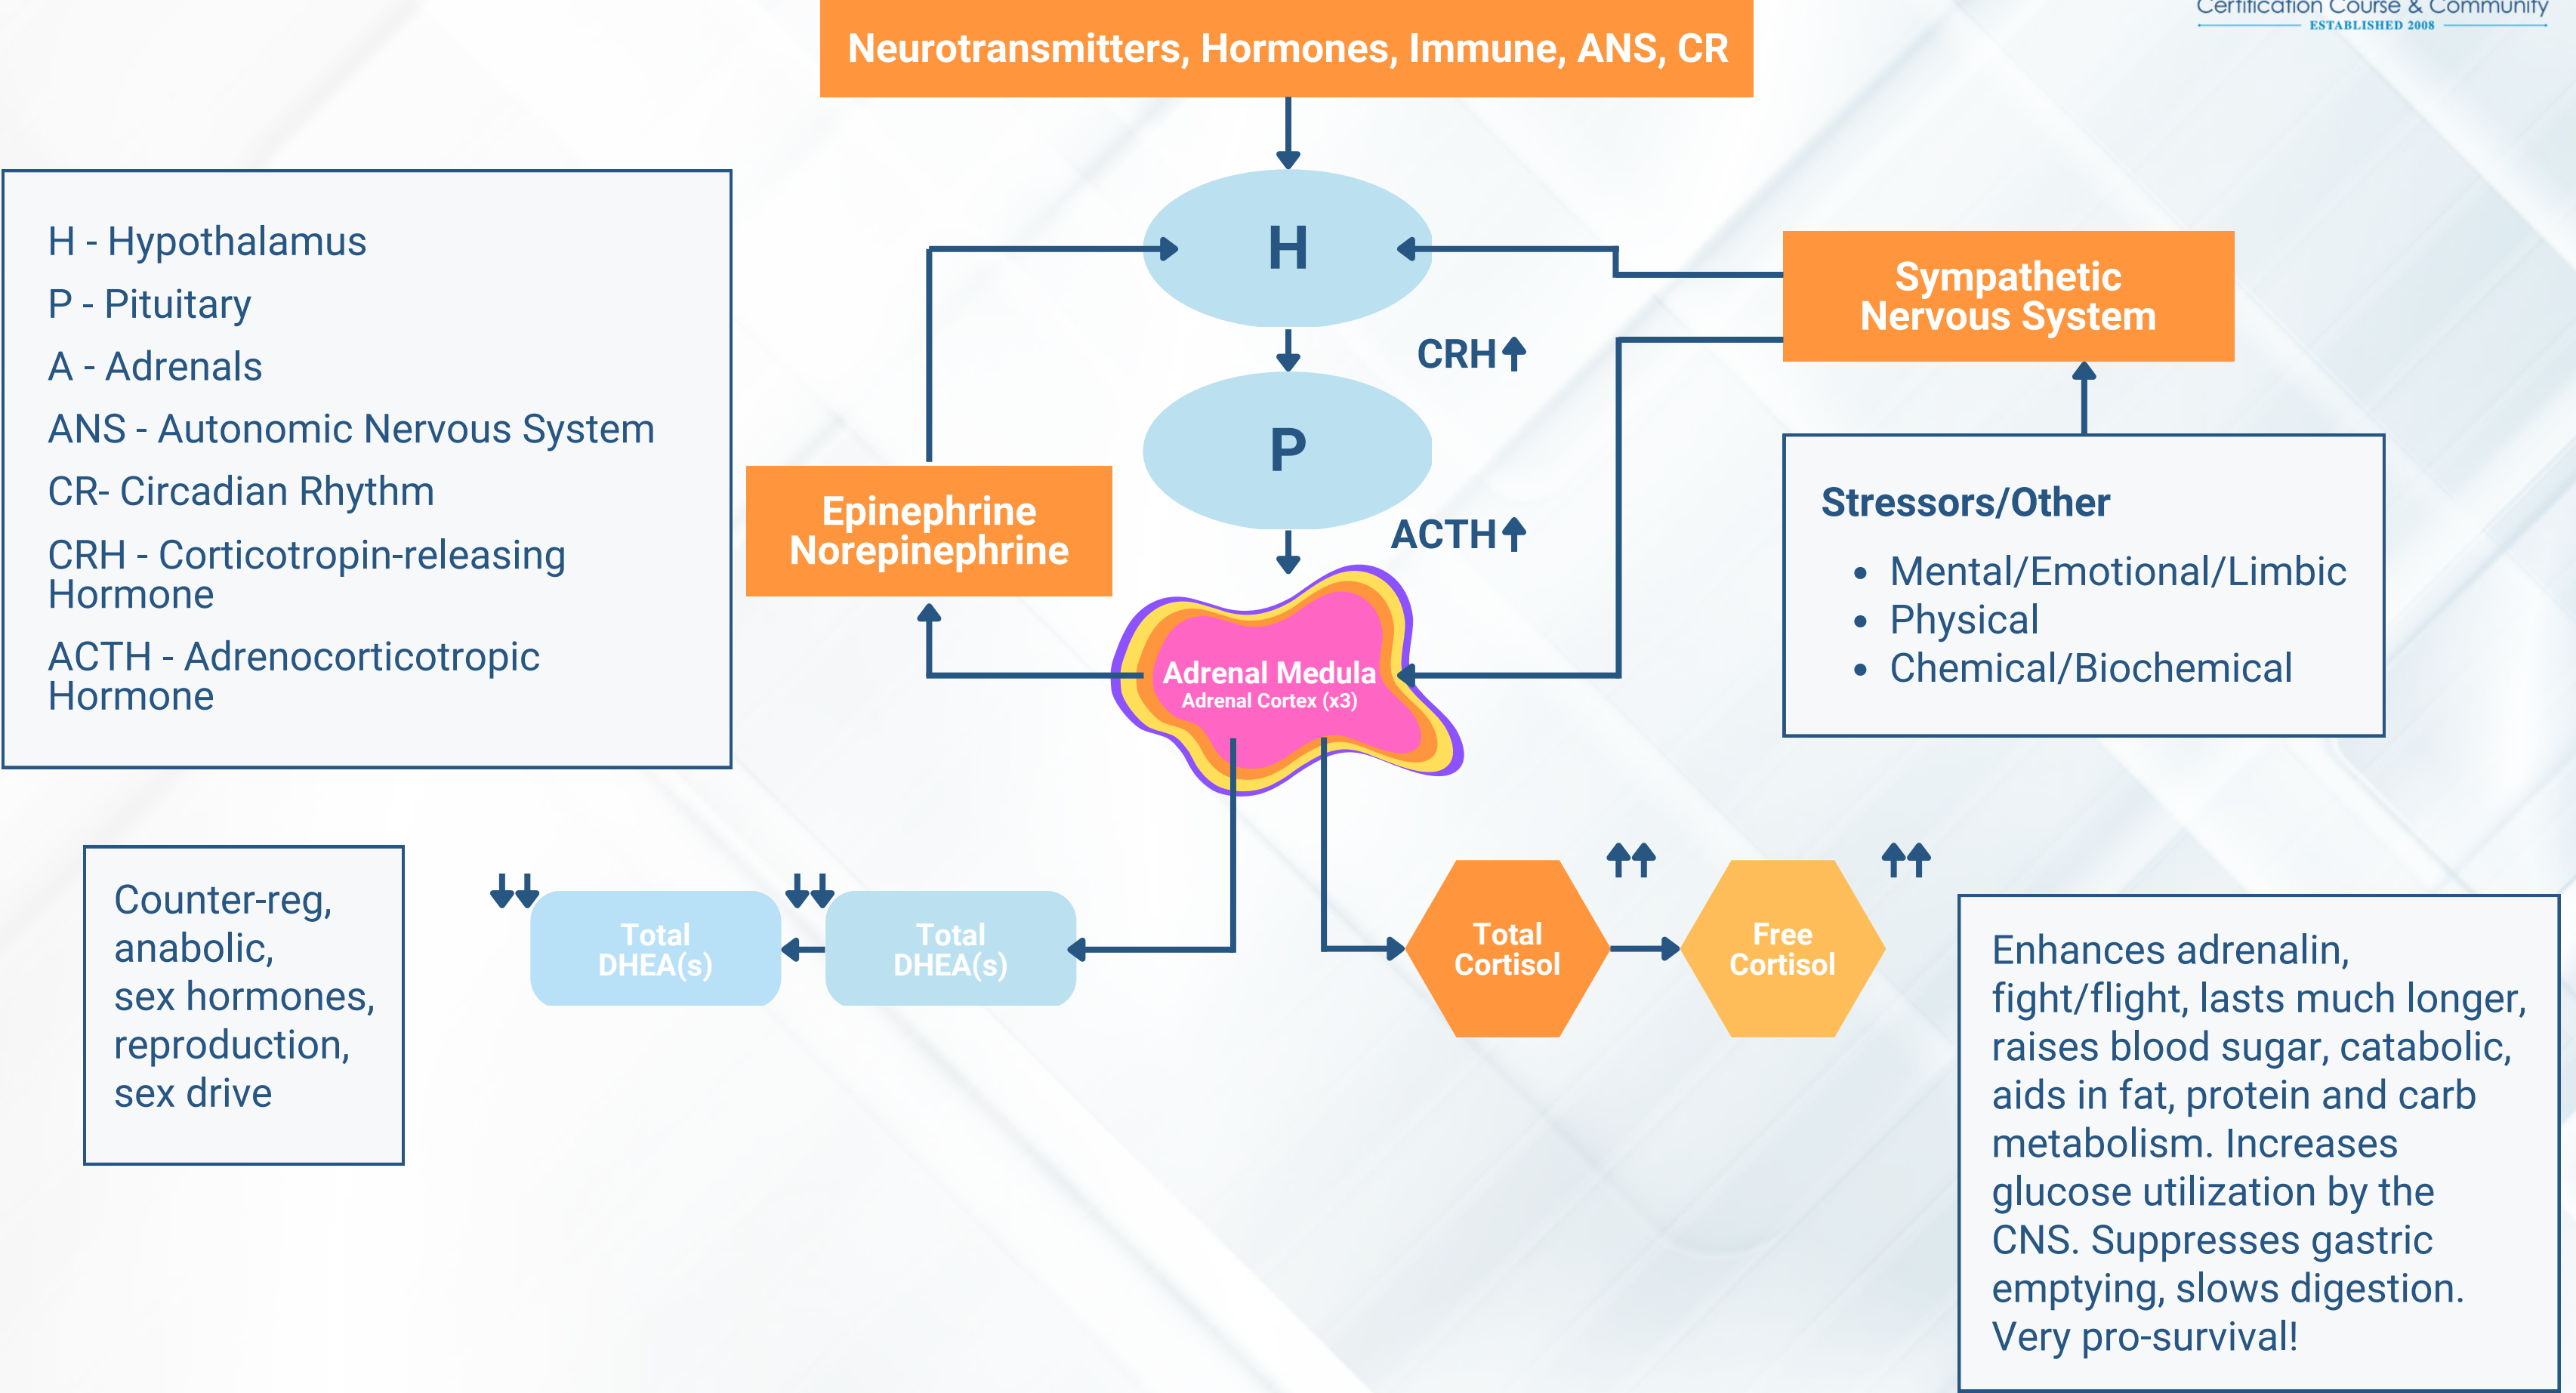 Certification Course & Community
ESTABLISHED 2008
Neurotransmitters, Hormones, Immune, ANS, CR
H - Hypothalamus
P - Pituitary
A - Adrenals
ANS - Autonomic Nervous System
CR- Circadian Rhythm
CRH - Corticotropin-releasing
Hormone
ACTH - Adrenocorticotropic
Hormone
H
CRH
P
ACTH
Sympathetic
Nervous System
Stressors/Other
• Mental/Emotional/Limbic
• Physical
• Chemical/Biochemical
Epinephrine
Norepinephrine
Adrenal Medula
Adrenal Cortex (x3)
Counter-reg,
anabolic,
sex hormones,
reproduction,
sex drive
Total
DHEA(s)
Total
DHEA(s)
Total
Cortisol
Free
Cortisol
Enhances adrenalin,
fight/flight, lasts much longer,
raises blood sugar, catabolic,
aids in fat, protein and carb
metabolism. Increases
glucose utilization by the
CNS. Suppresses gastric
emptying, slows digestion.
Very pro-survival!